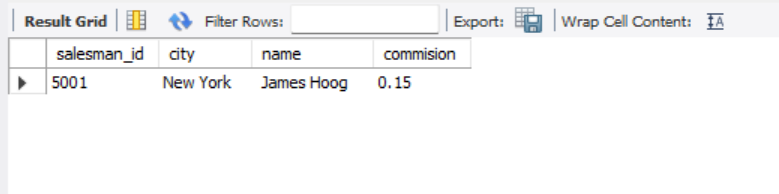 Result Grid Filter Rows: Export: Wrap Cell Content: IA
salesman_id city name commision
5001 New York James Hoog 0.15